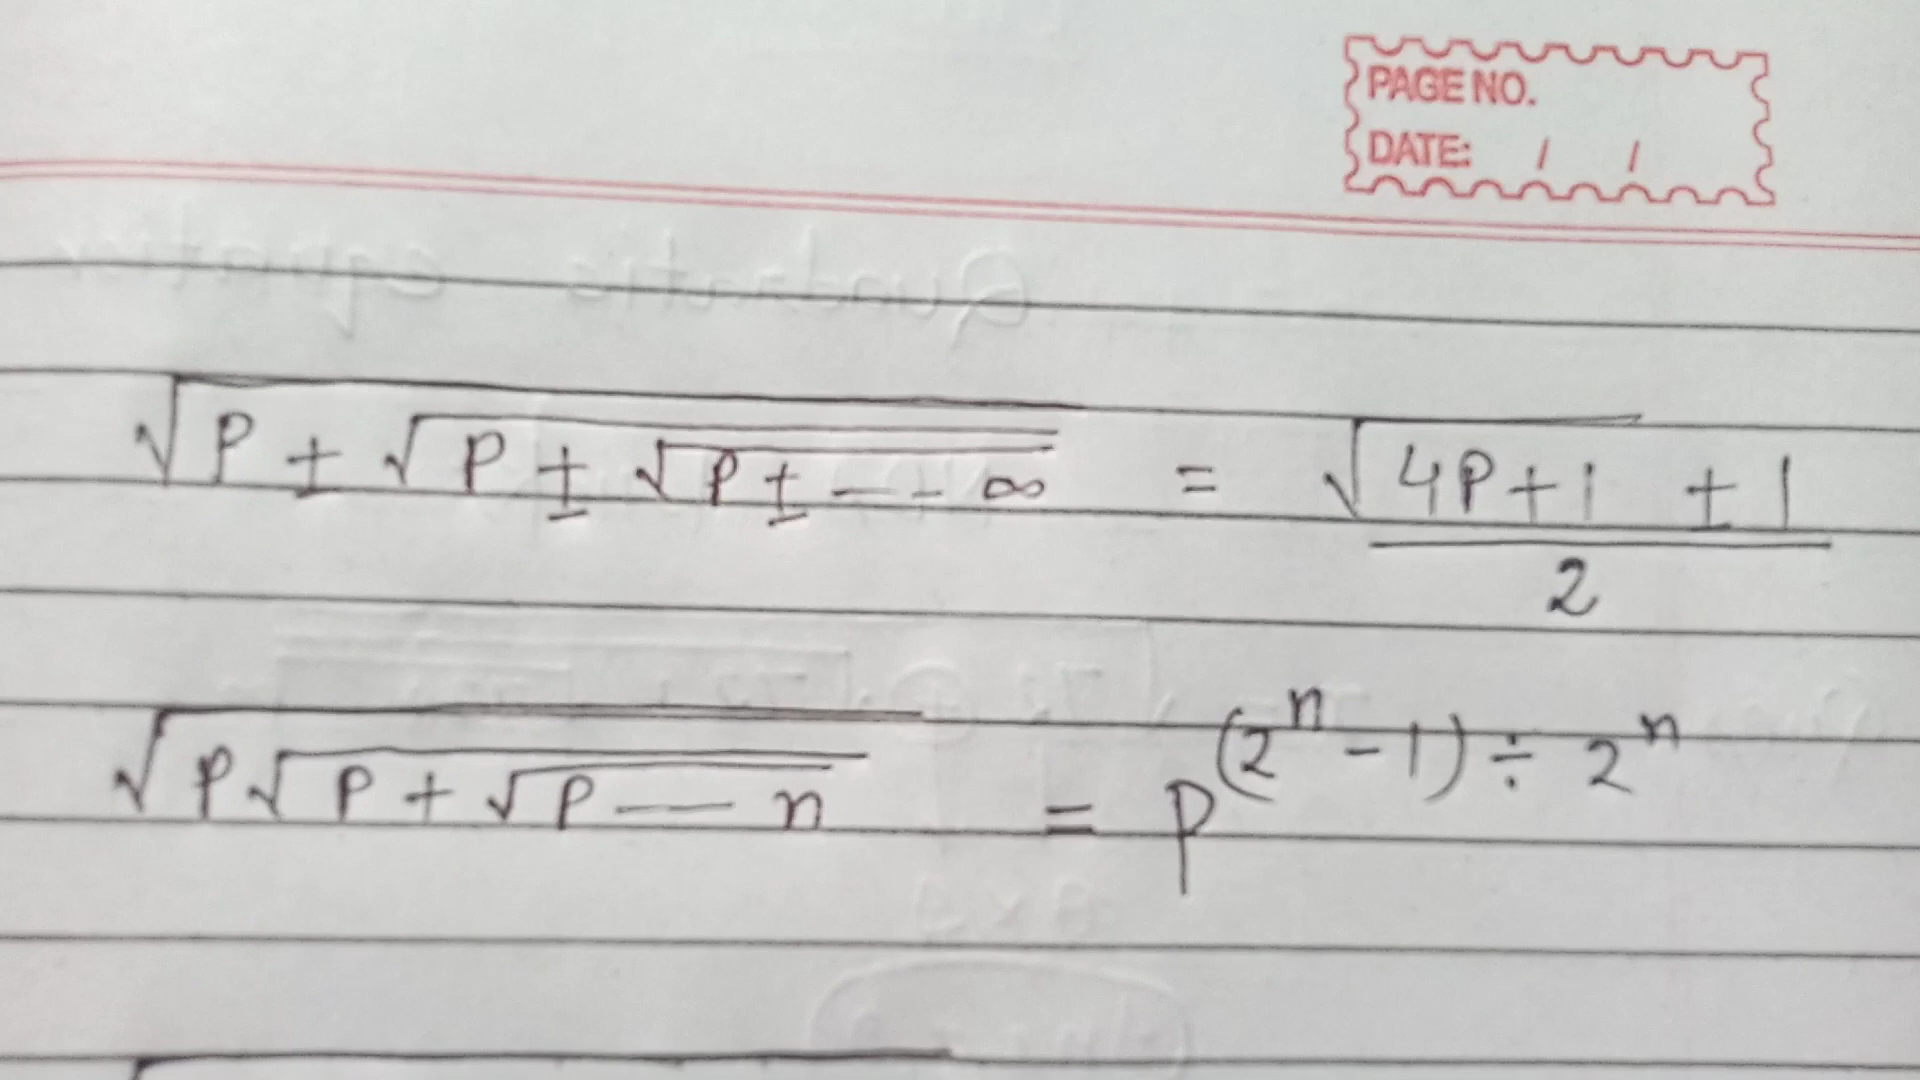 PAGE NO.
DATE: / /
√(P ± √(P ± √(P ± - - - ∞))) = (√(4P+1) ± 1)/2
√(P√(P + √(P — n))) = P^((2^n - 1) ÷ 2^n)